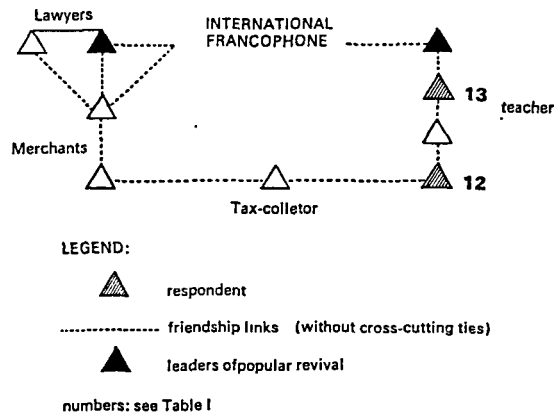 Lawyers
INTERNATIONAL
FRANCOPHONE
13
teacher
Merchants
12
Tax-colletor
LEGEND:
respondent
friendship links (without cross-cutting ties)
leaders ofpopular revival
numbers: see Table I